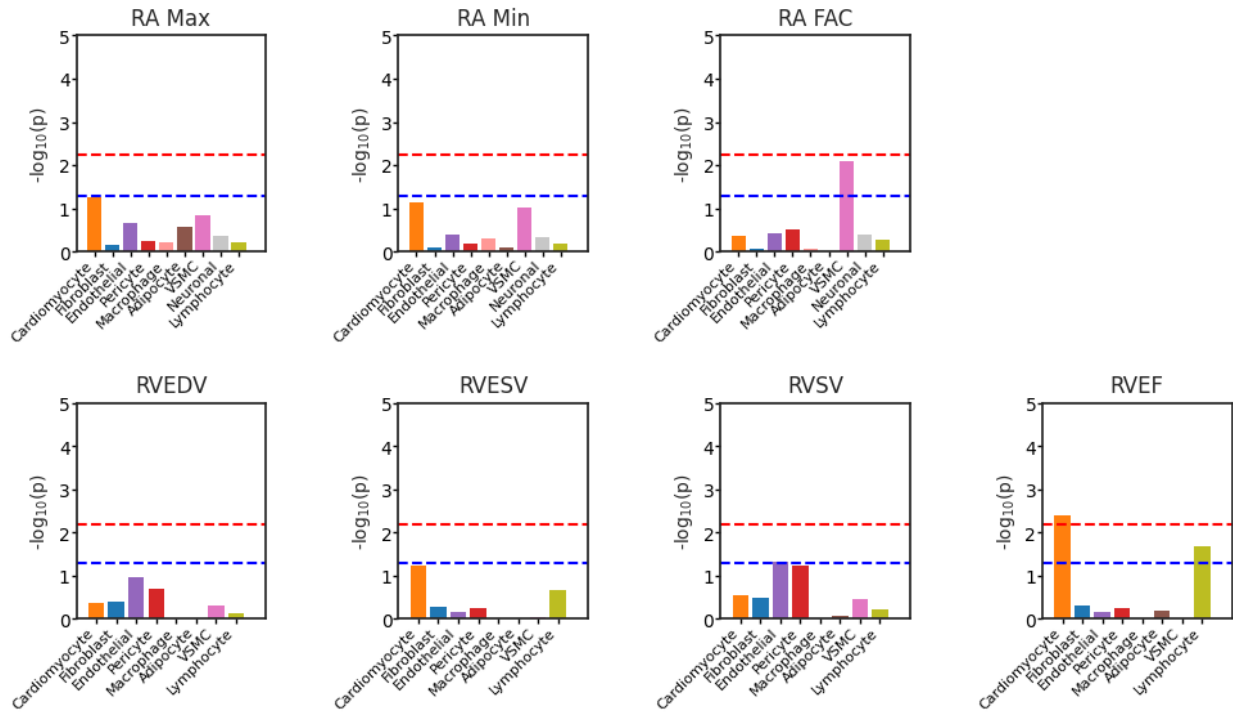 RA Max
5
4
3
2
1
0
-log10(p)
Cardiomyocyte
Fibroblast
Endothelial
Pericyte
Macrophage
Adipocyte
VSMC
Neuronal
Lymphocyte
RA Min
5
4
3
2
1
0
-log10(p)
Cardiomyocyte
Fibroblast
Endothelial
Pericyte
Macrophage
Adipocyte
VSMC
Neuronal
Lymphocyte
RA FAC
5
4
3
2
1
0
-log10(p)
Cardiomyocyte
Fibroblast
Endothelial
Pericyte
Macrophage
Adipocyte
VSMC
Neuronal
Lymphocyte
RVEDV
5
4
3
2
1
0
-log10(p)
Cardiomyocyte
Fibroblast
Endothelial
Pericyte
Macrophage
Adipocyte
VSMC
Lymphocyte
RVESV
5
4
3
2
1
0
-log10(p)
Cardiomyocyte
Fibroblast
Endothelial
Pericyte
Macrophage
Adipocyte
VSMC
Lymphocyte
RVSV
5
4
3
2
1
0
-log10(p)
Cardiomyocyte
Fibroblast
Endothelial
Pericyte
Macrophage
Adipocyte
VSMC
Lymphocyte
RVEF
5
4
3
2
1
0
-log10(p)
Cardiomyocyte
Fibroblast
Endothelial
Pericyte
Macrophage
Adipocyte
VSMC
Lymphocyte